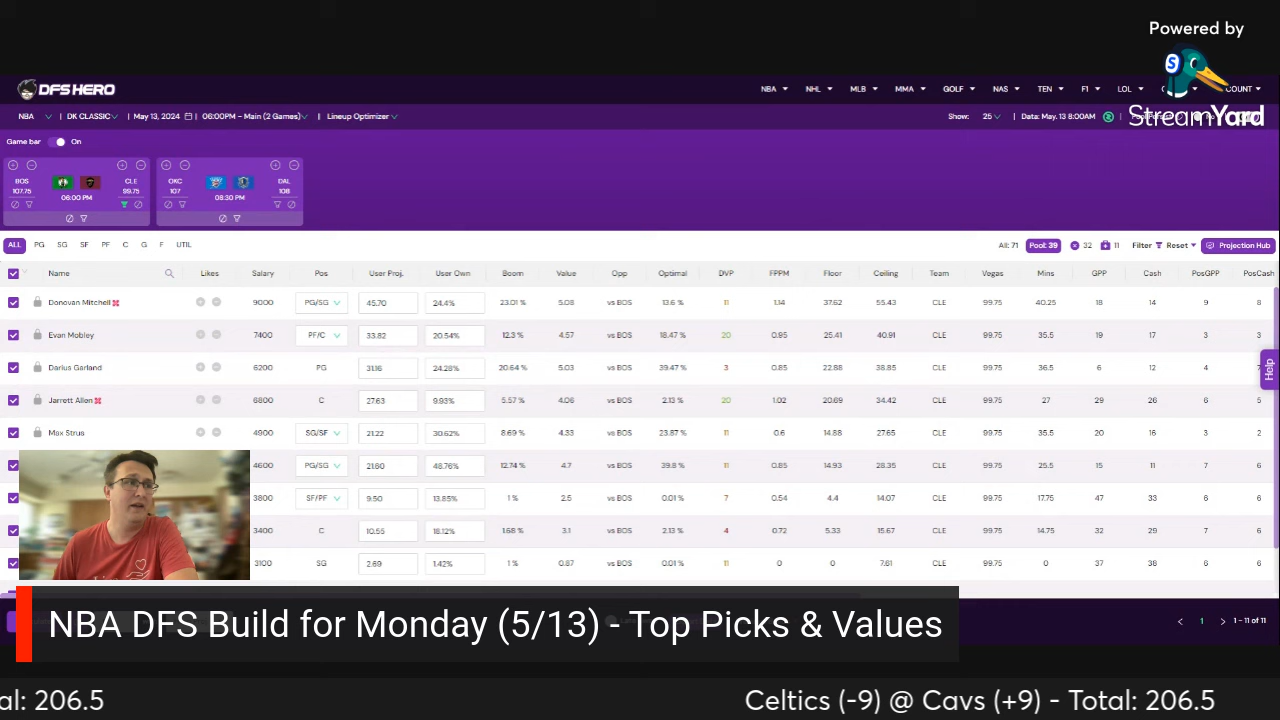 Powered by
StreamYard
DFS HERO
NBA NHL MLB MMA GOLF NAS TEN F1 LOL
NBA DK CLASSIC | May 13, 2024 | 06:00PM - Main (2 Games) | Lineup Optimizer
Show: 25 | Data: May. 13 8:00AM
Game bar On
BOS CLE OKC DAL
107.75 99.75 107 108
06:00 PM 08:30 PM
ALL PG SG SF PF C G F UTIL
All: 71 Pool: 39 32 11 Filter Reset Projection Hub
Name Likes Salary Pos User Proj. User Own Boom Value Opp Optimal DVP FPPM Floor Ceiling Team Vegas Mins GPP Cash PosGPP PosCash
Donovan Mitchell 9000 PG/SG 45.70 24.4% 23.01 % 5.08 vs BOS 13.6 % 11 1.14 37.62 55.43 CLE 99.75 40.25 18 14 9 8
Evan Mobley 7400 PF/C 33.82 20.54% 12.3 % 4.57 vs BOS 18.47 % 20 0.95 25.41 40.91 CLE 99.75 35.5 19 17 3 3
Darius Garland 6200 PG 31.16 24.28% 20.64 % 5.03 vs BOS 39.47 % 3 0.85 22.88 38.85 CLE 99.75 36.5 6 12 4 7
Jarrett Allen 6800 C 27.63 9.93% 5.57 % 4.06 vs BOS 2.13 % 20 1.02 20.69 34.42 CLE 99.75 27 29 26 6 5
Max Strus 4900 SG/SF 21.22 30.62% 8.69 % 4.33 vs BOS 23.87 % 11 0.6 14.88 27.65 CLE 99.75 35.5 20 16 3 2
4600 PG/SG 21.60 48.76% 12.74 % 4.7 vs BOS 39.8 % 11 0.85 14.93 28.35 CLE 99.75 25.5 15 11 7 6
3800 SF/PF 9.50 13.85% 1 % 2.5 vs BOS 0.01 % 7 0.54 4.4 14.07 CLE 99.75 17.75 47 33 6 6
3400 C 10.55 18.12% 1.68 % 3.1 vs BOS 2.13 % 4 0.72 5.33 15.67 CLE 99.75 14.75 32 29 7 6
3100 SG 2.69 1.42% 1 % 0.87 vs BOS 0.01 % 11 0 0 7.61 CLE 99.75 0 37 38 6 6
Help
NBA DFS Build for Monday (5/13) - Top Picks & Values
1 1 - 11 of 11
al: 206.5 Celtics (-9) @ Cavs (+9) - Total: 206.5